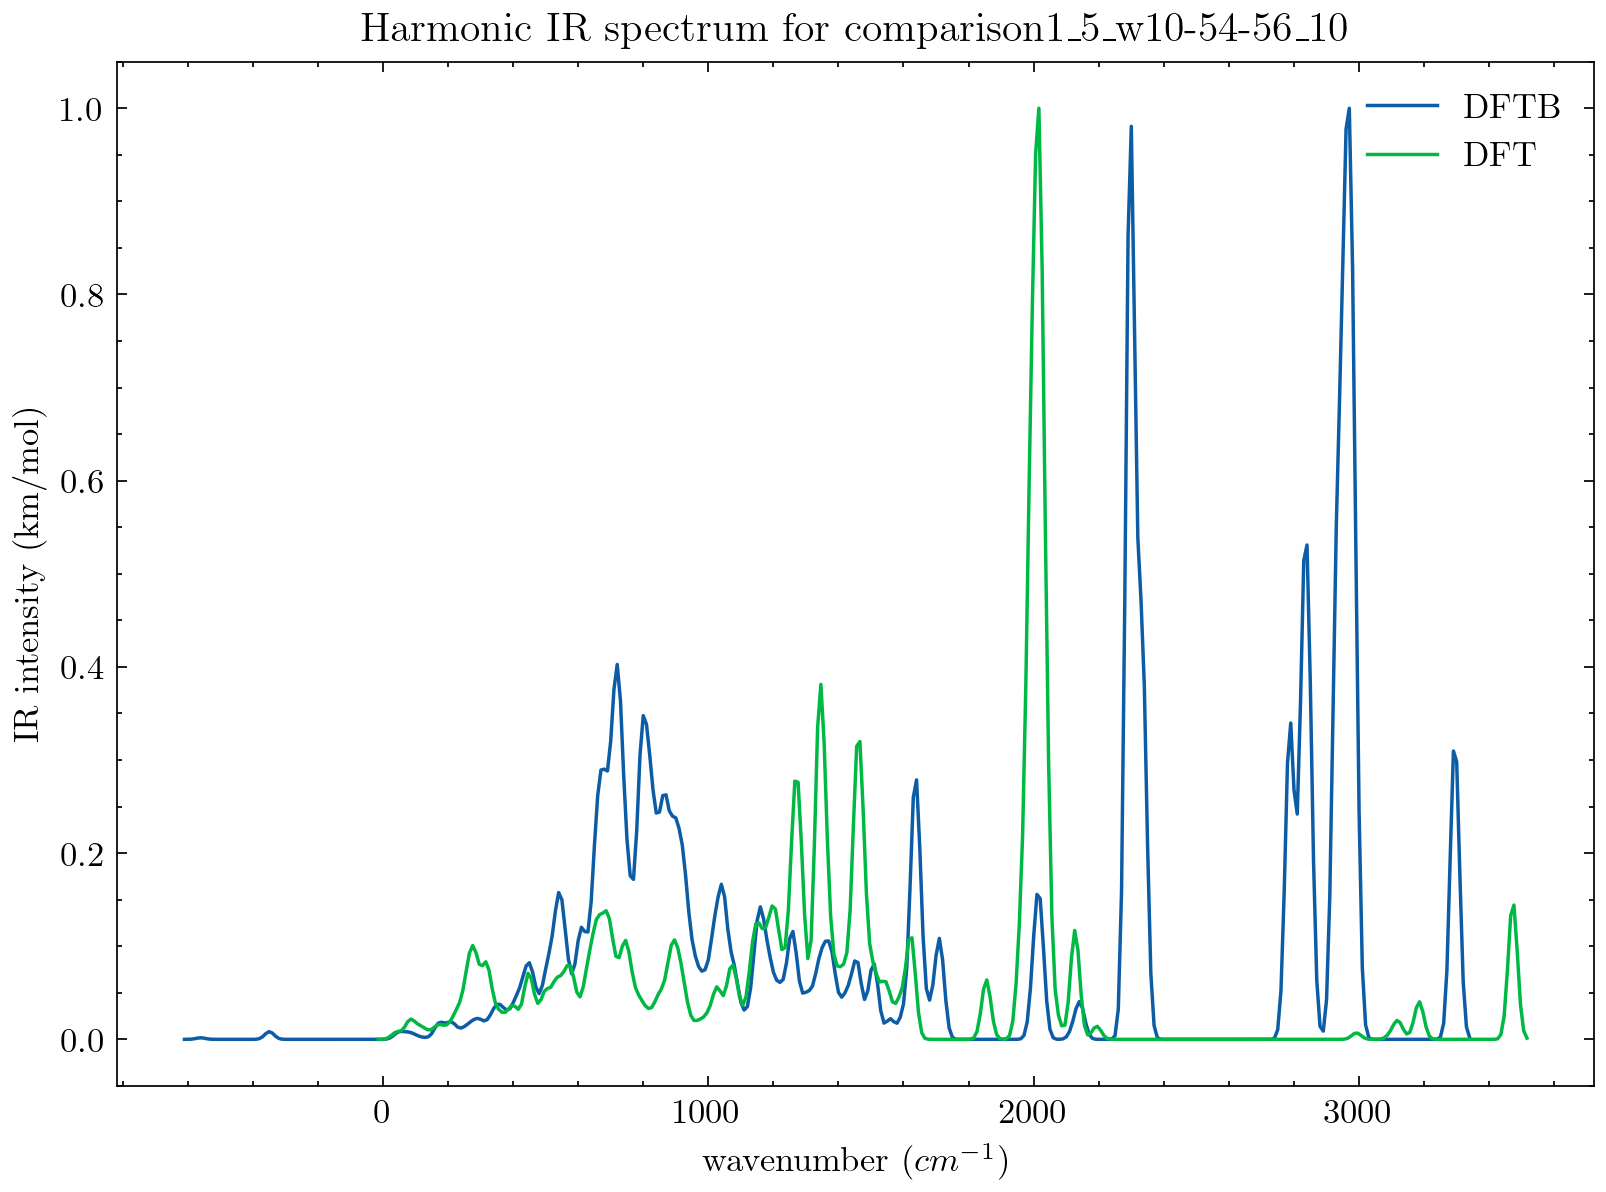 Harmonic IR spectrum for comparison1_5_w10-54-56_10
DFTB
DFT
1.0
0.8
0.6
0.4
0.2
0.0
IR intensity (km/mol)
0 1000 2000 3000
wavenumber (cm⁻¹)